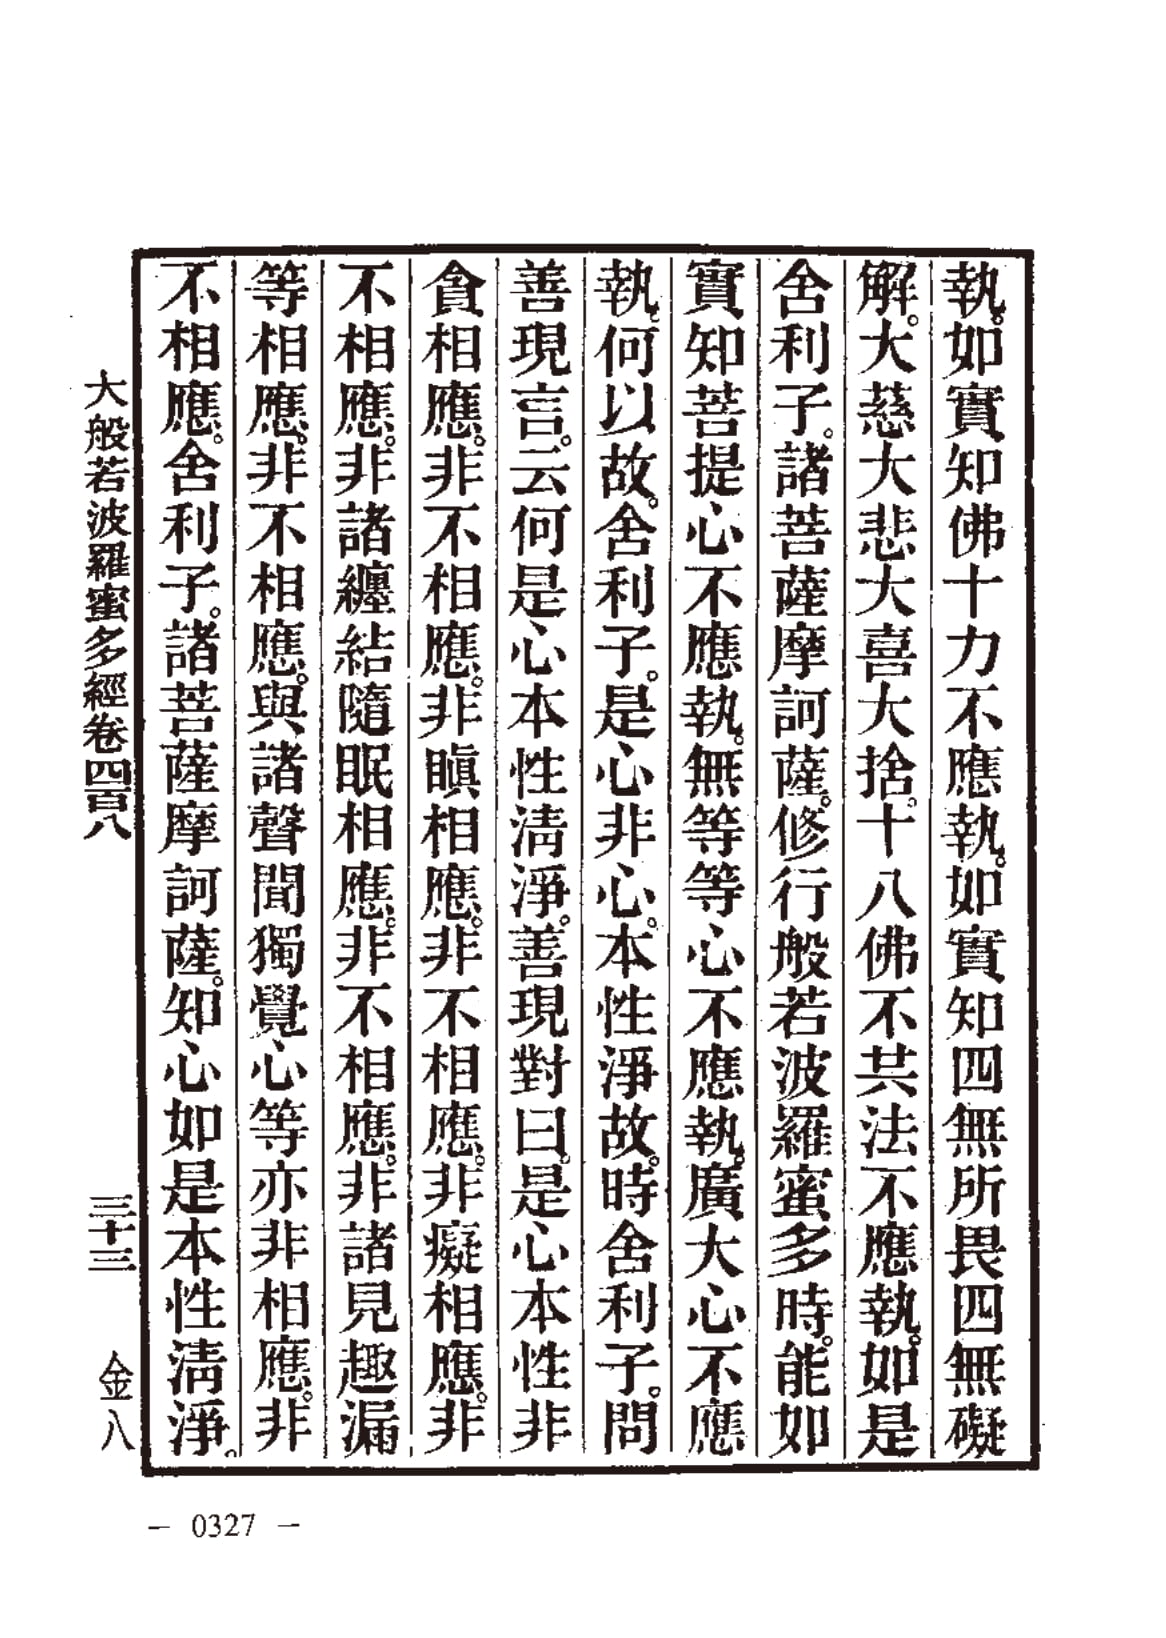 執。如實知佛十力不應執。如實知四無所畏四無礙
解。大慈大悲大喜大捨。十八佛不共法不應執。如是
舍利子。諸菩薩摩訶薩。修行般若波羅蜜多時。能如
實知菩提心不應執。無等等心不應執。廣大心不應
執。何以故。舍利子。是心非心。本性淨故。時舍利子。問
善現言。云何是心本性清淨。善現對曰。是心本性非
貪相應。非不相應。非瞋相應。非不相應。非癡相應。非
不相應。非諸纏結隨眠相應。非不相應。非諸見趣漏
等相應。非不相應。與諸聲聞獨覺心等亦非相應。非
不相應。舍利子。諸菩薩摩訶薩。知心如是本性清淨。
大般若波羅蜜多經卷四百八
三十三
金八
— 0327 —